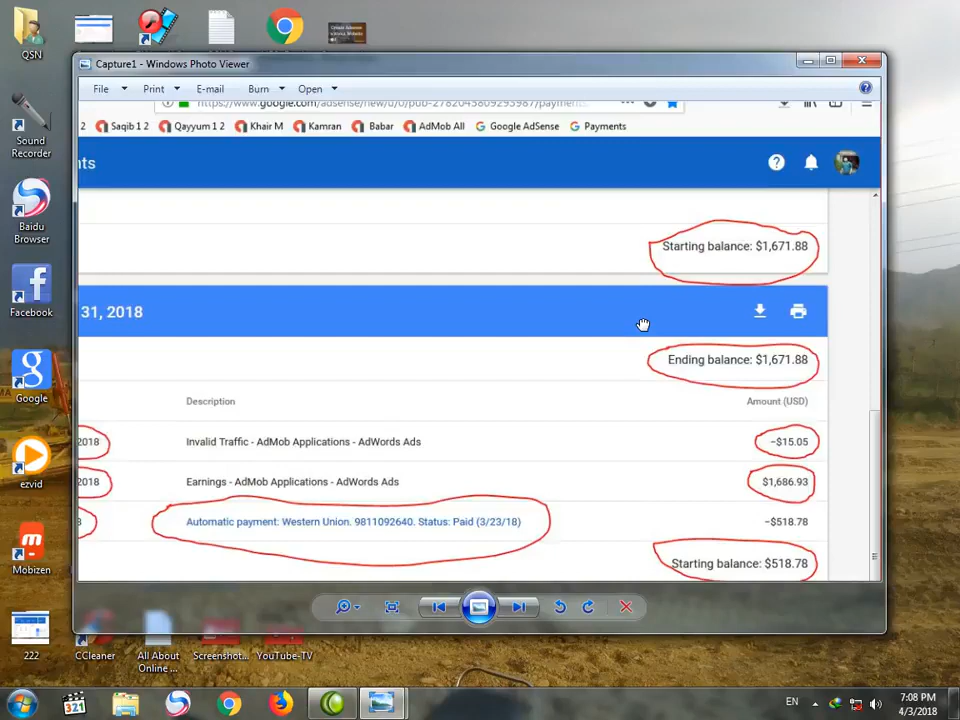 QSN
Capture1 - Windows Photo Viewer
File
Print
E-mail
Burn
Open
2
Saqib 1 2
Qayyum 1 2
Khair M
Kamran
Babar
AdMob All
Google AdSense
Payments
nts
Starting balance: $1,671.88
31, 2018
Ending balance: $1,671.88
Description
Amount (USD)
2018
Invalid Traffic - AdMob Applications - AdWords Ads
−$15.05
2018
Earnings - AdMob Applications - AdWords Ads
$1,686.93
8
Automatic payment: Western Union. 9811092640. Status: Paid (3/23/18)
−$518.78
Starting balance: $518.78
Sound
Recorder
Baidu
Browser
Facebook
Google
ezvid
Mobizen
222
CCleaner
All About
Online ...
Screenshot...
YouTube-TV
321
EN
7:08 PM
4/3/2018